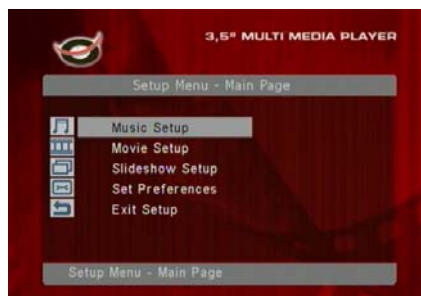 3,5" MULTI MEDIA PLAYER
Setup Menu - Main Page
Music Setup
Movie Setup
Slideshow Setup
Set Preferences
Exit Setup
Setup Menu - Main Page